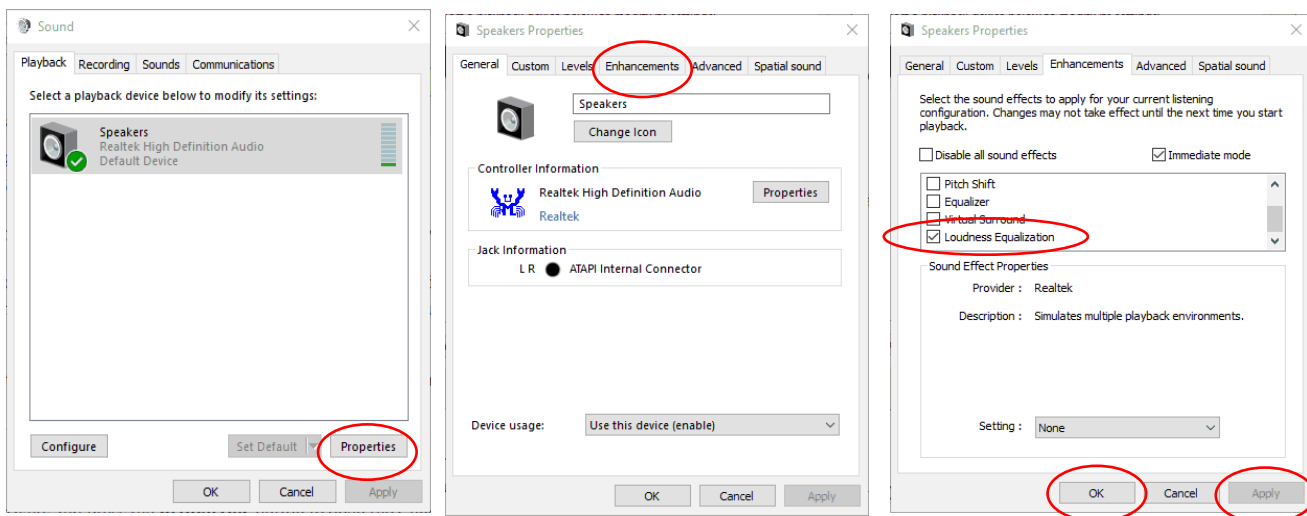 Sound
Playback Recording Sounds Communications
Select a playback device below to modify its settings:
Speakers
Realtek High Definition Audio
Default Device
Configure Set Default Properties
OK Cancel Apply
Speakers Properties
General Custom Levels Enhancements Advanced Spatial sound
Speakers
Change Icon
Controller Information
Realtek High Definition Audio Properties
Realtek
Jack Information
L R ATAPI Internal Connector
Device usage: Use this device (enable)
OK Cancel Apply
Speakers Properties
General Custom Levels Enhancements Advanced Spatial sound
Select the sound effects to apply for your current listening
configuration. Changes may not take effect until the next time you start
playback.
Disable all sound effects Immediate mode
Pitch Shift
Equalizer
Virtual Surround
Loudness Equalization
Sound Effect Properties
Provider : Realtek
Description : Simulates multiple playback environments.
Setting : None
OK Cancel Apply